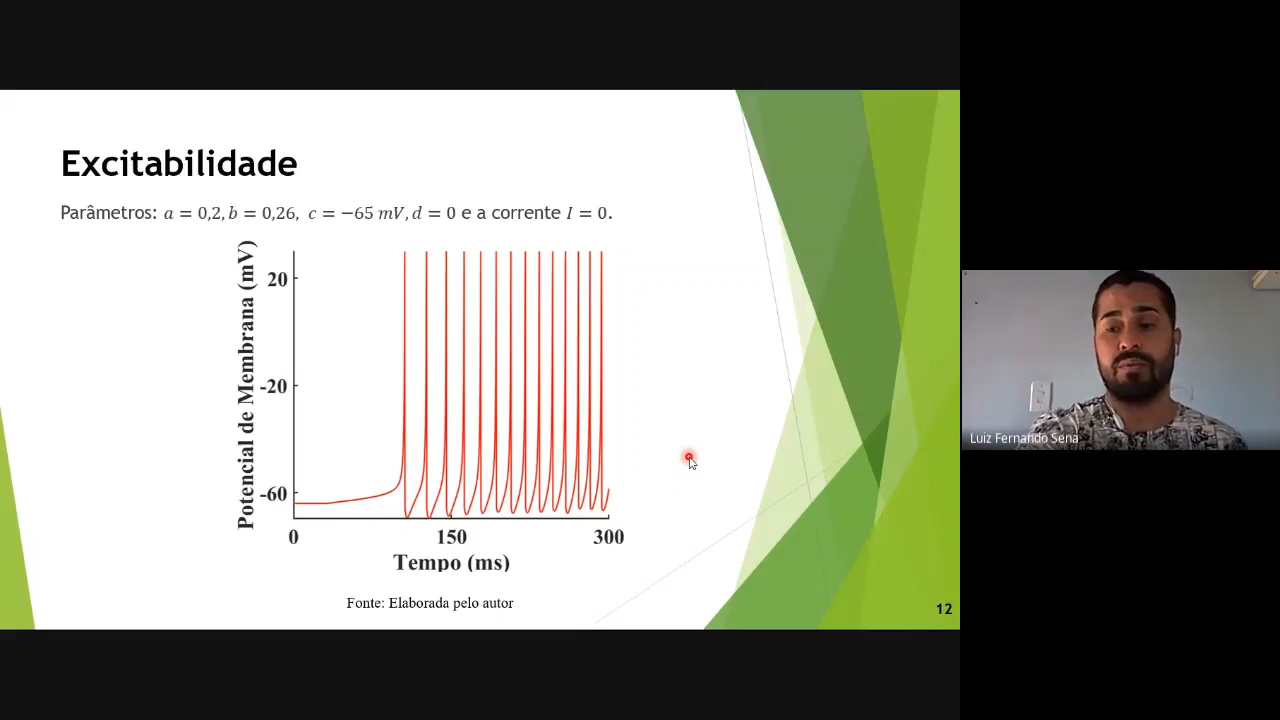 Excitabilidade
Parâmetros: a = 0,2, b = 0,26, c = −65 mV, d = 0 e a corrente I = 0.
Potencial de Membrana (mV)
20
-20
-60
0
150
300
Tempo (ms)
Fonte: Elaborada pelo autor
12
Luiz Fernando Sena